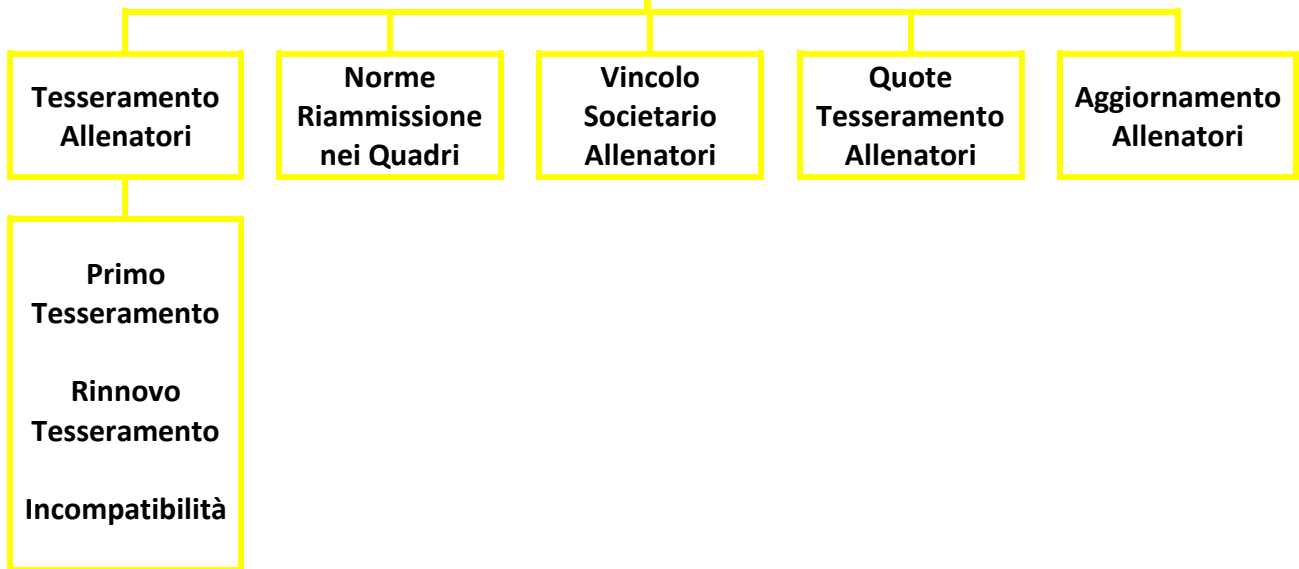 Tesseramento
Allenatori
Norme
Riammissione
nei Quadri
Vincolo
Societario
Allenatori
Quote
Tesseramento
Allenatori
Aggiornamento
Allenatori
Primo
Tesseramento
Rinnovo
Tesseramento
Incompatibilità